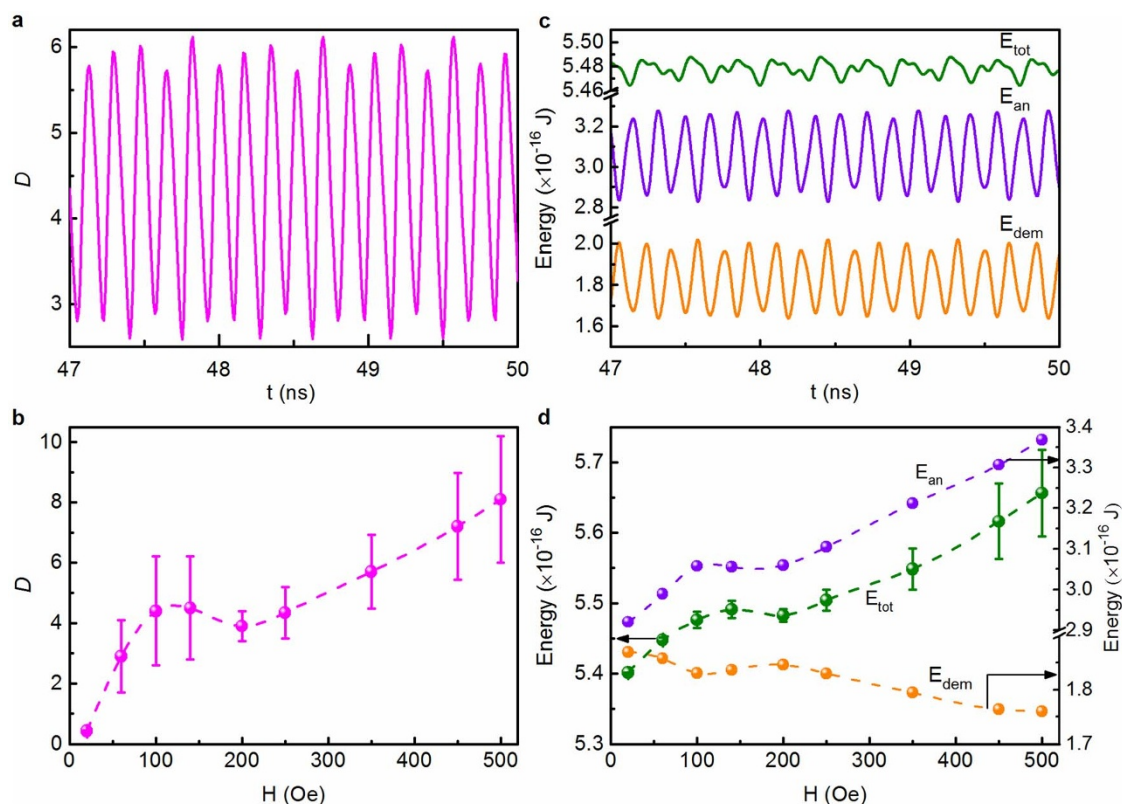 a
D
6
5
4
3
47 48 49 50
t (ns)
c
Energy (×10⁻¹⁶ J)
5.50
5.48
5.46
3.2
3.0
2.8
2.0
1.8
1.6
E_tot
E_an
E_dem
47 48 49 50
t (ns)
b
D
10
8
6
4
2
0
0 100 200 300 400 500
H (Oe)
d
Energy (×10⁻¹⁶ J)
5.7
5.6
5.5
5.4
5.3
E_an
E_tot
E_dem
3.4
3.3
3.2
3.1
3.0
2.9
1.8
1.7
Energy (×10⁻¹⁶ J)
0 100 200 300 400 500
H (Oe)